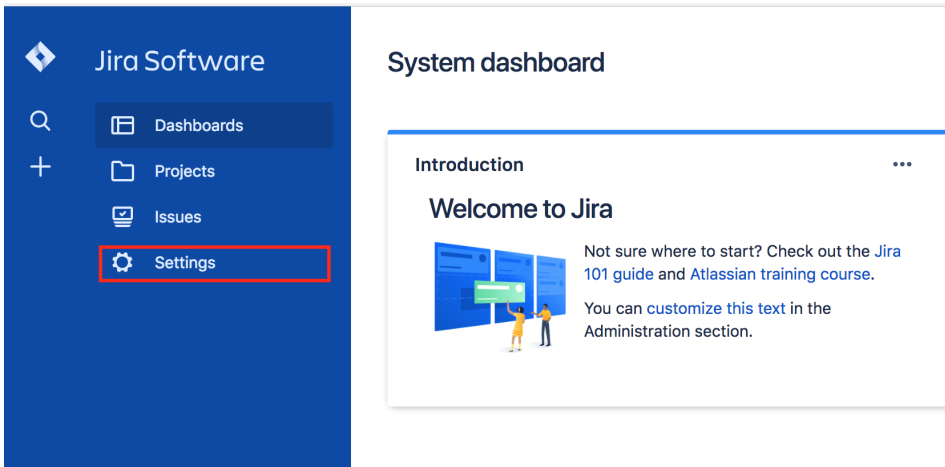 Jira Software
Dashboards
Projects
Issues
Settings
System dashboard
Introduction
Welcome to Jira
Not sure where to start? Check out the Jira
101 guide and Atlassian training course.
You can customize this text in the
Administration section.